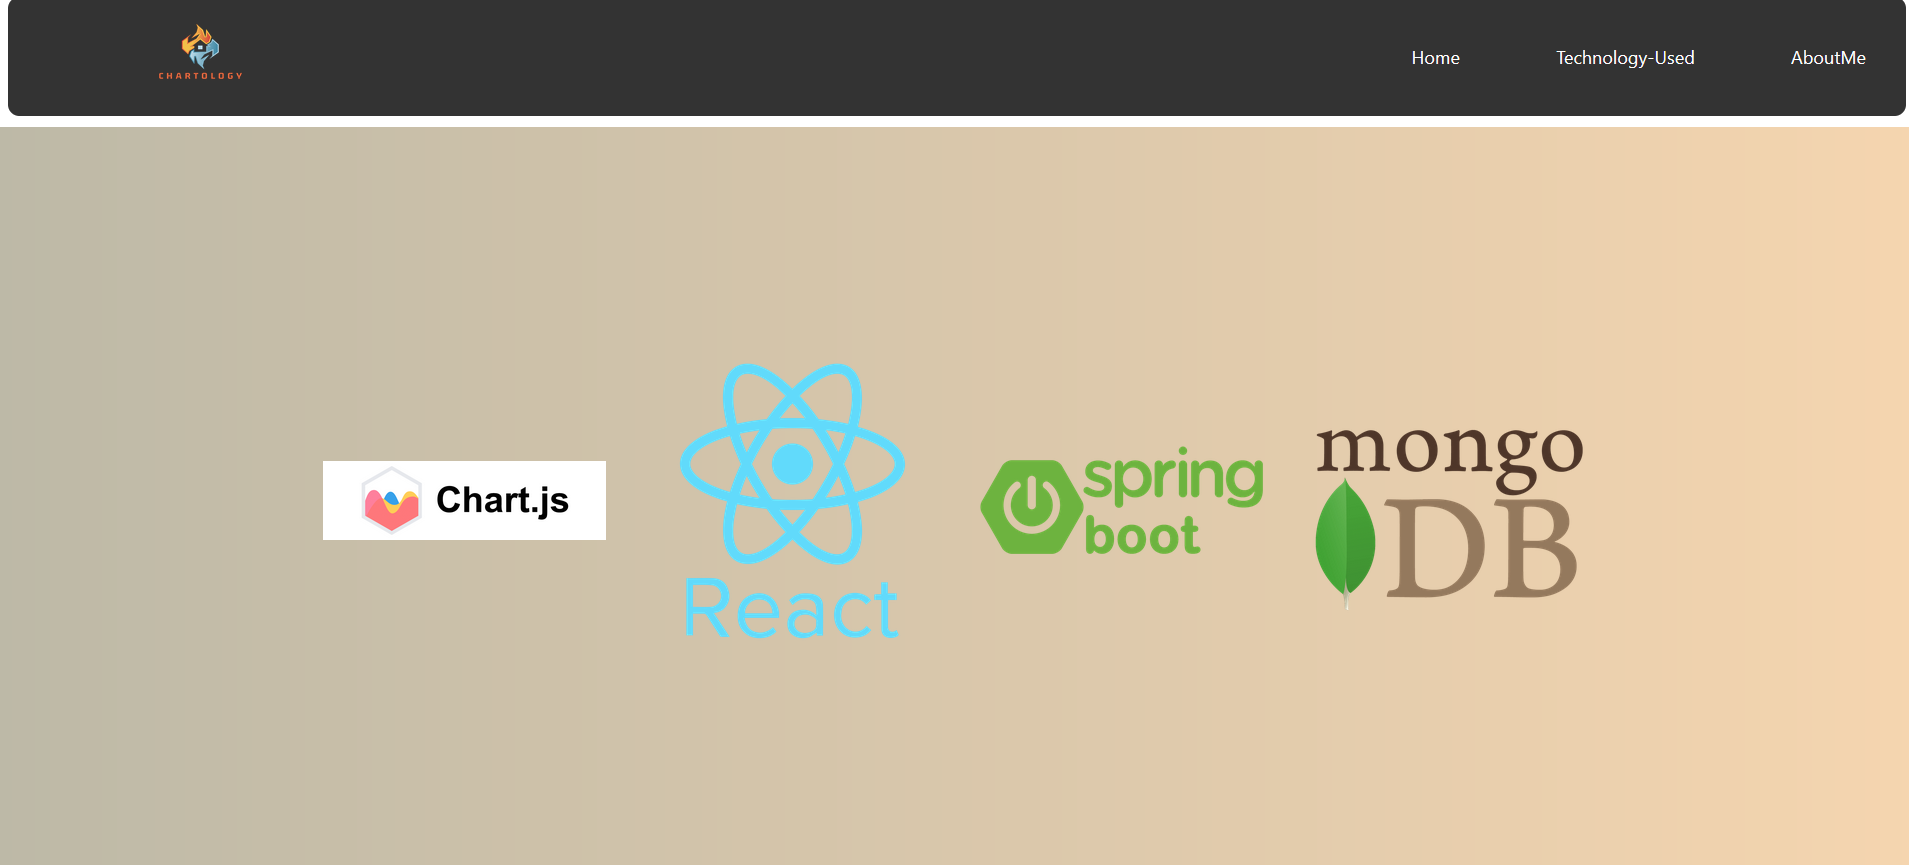 CHARTOLOGY
Home
Technology-Used
AboutMe
Chart.js
React
spring
boot
mongo
DB